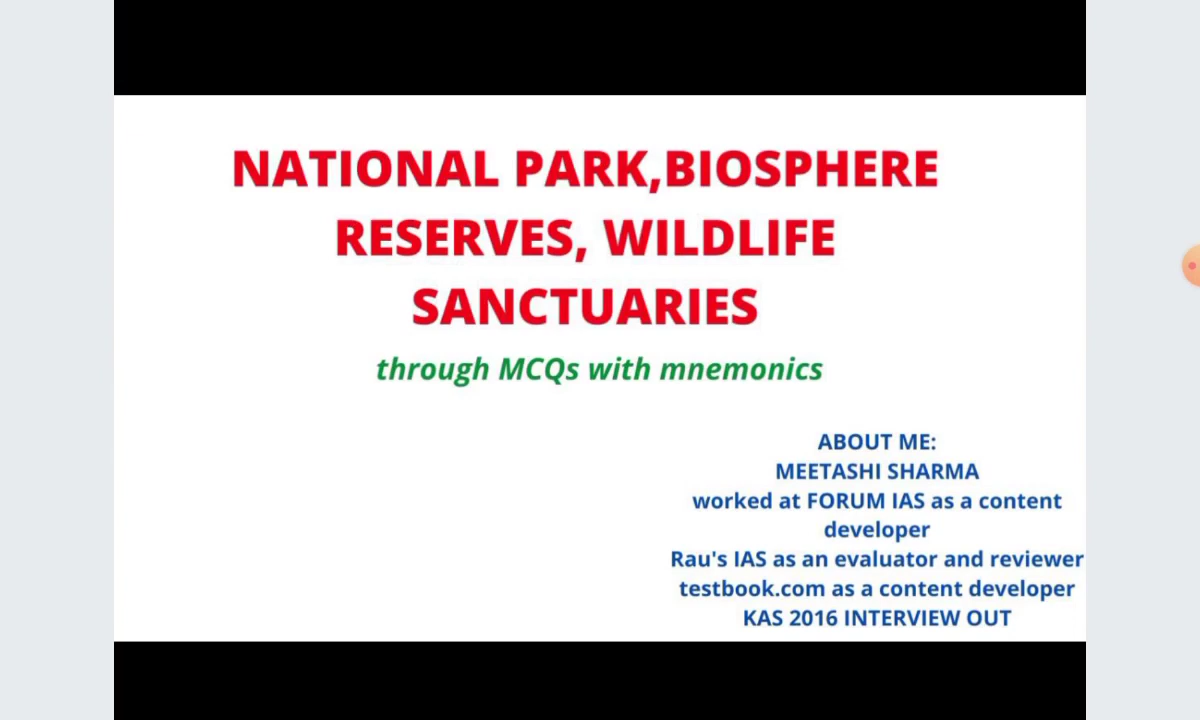 NATIONAL PARK,BIOSPHERE
RESERVES, WILDLIFE
SANCTUARIES
through MCQs with mnemonics
ABOUT ME:
MEETASHI SHARMA
worked at FORUM IAS as a content
developer
Rau's IAS as an evaluator and reviewer
testbook.com as a content developer
KAS 2016 INTERVIEW OUT